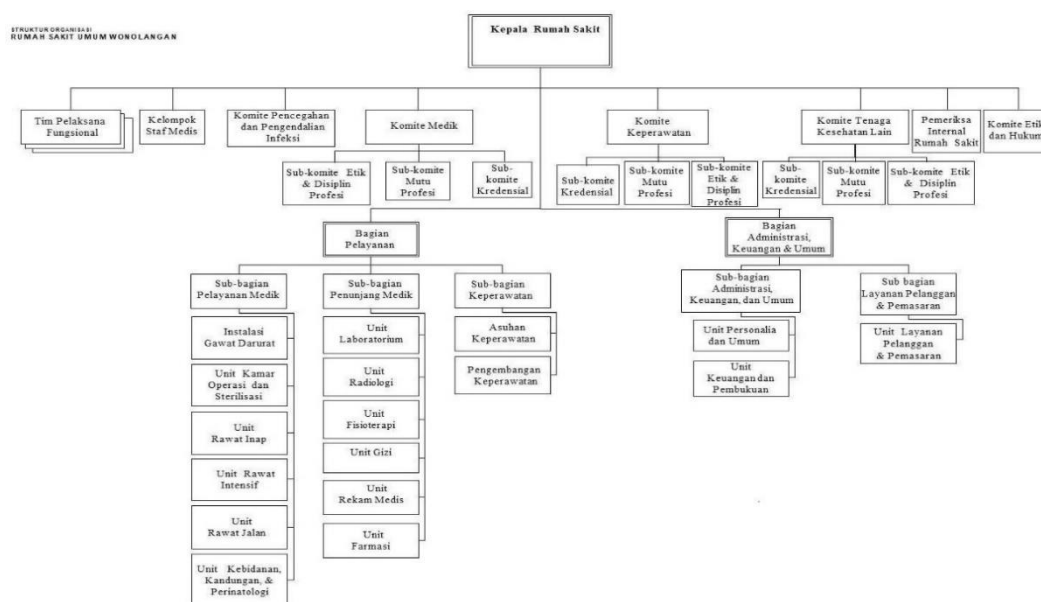 STRUKTUR ORGANISASI
RUMAH SAKIT UMUM WONOLANGAN
Kepala Rumah Sakit
Tim Pelaksana
Fungsional
Kelompok
Staf Medis
Komite Pencegahan
dan Pengendalian
Infeksi
Komite Medik
Komite
Keperawatan
Komite Tenaga
Kesehatan Lain
Pemeriksa
Internal
Rumah Sakit
Komite Etik
dan Hukum
Sub-komite Etik
& Disiplin
Profesi
Sub-komite
Mutu
Profesi
Sub-
komite
Kredensial
Sub-komite
Kredensial
Sub-komite
Mutu
Profesi
Sub-komite
Etik &
Disiplin
Profesi
Sub-
komite
Kredensial
Sub-komite
Mutu
Profesi
Sub-komite
Etik &
Disiplin
Profesi
Bagian
Pelayanan
Bagian
Administrasi,
Keuangan & Umum
Sub-bagian
Pelayanan Medik
Sub-bagian
Penunjang Medik
Sub-bagian
Keperawatan
Sub-bagian
Administrasi,
Keuangan, dan Umum
Sub bagian
Layanan Pelanggan
& Pemasaran
Instalasi
Gawat Darurat
Unit
Laboratorium
Asuhan
Keperawatan
Unit Personalia
dan Umum
Unit Layanan
Pelanggan
& Pemasaran
Unit Kamar
Operasi dan
Sterilisasi
Unit
Radiologi
Pengembangan
Keperawatan
Unit
Keuangan dan
Pembukuan
Unit
Rawat Inap
Unit
Fisioterapi
Unit Rawat
Intensif
Unit Gizi
Unit
Rawat Jalan
Unit
Rekam Medis
Unit Kebidanan,
Kandungan, &
Perinatologi
Unit
Farmasi